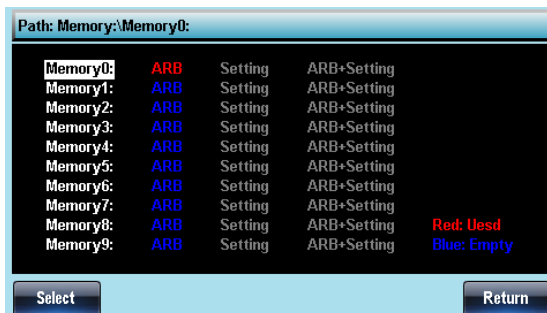 Path: Memory:\Memory0:
Memory0: ARB Setting ARB+Setting
Memory1: ARB Setting ARB+Setting
Memory2: ARB Setting ARB+Setting
Memory3: ARB Setting ARB+Setting
Memory4: ARB Setting ARB+Setting
Memory5: ARB Setting ARB+Setting
Memory6: ARB Setting ARB+Setting
Memory7: ARB Setting ARB+Setting
Memory8: ARB Setting ARB+Setting Red: Uesd
Memory9: ARB Setting ARB+Setting Blue: Empty
Select Return